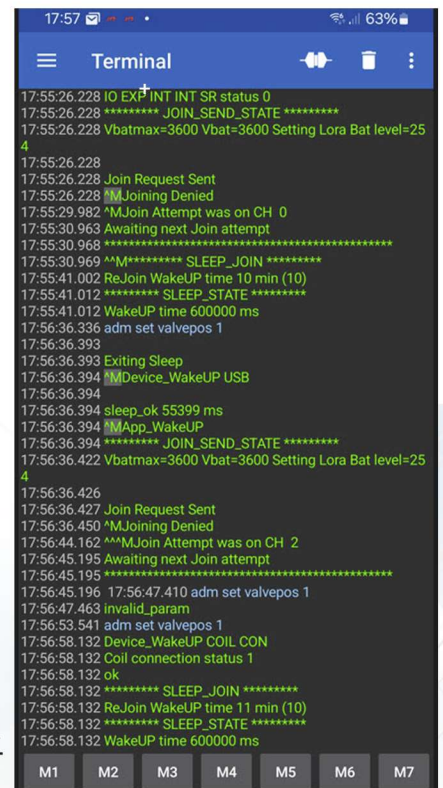 17:57
63%
Terminal
17:55:26.228 IO EXP INT INT SR status 0
17:55:26.228 ********* JOIN_SEND_STATE *********
17:55:26.228 Vbatmax=3600 Vbat=3600 Setting Lora Bat level=25
4
17:55:26.228
17:55:26.228 Join Request Sent
17:55:26.228 ^MJoining Denied
17:55:29.982 ^MJoin Attempt was on CH  0
17:55:30.963 Awaiting next Join attempt
17:55:30.968 *********************************************
17:55:30.969 ^^M********* SLEEP_JOIN *********
17:55:41.002 ReJoin WakeUP time 10 min (10)
17:55:41.012 ********* SLEEP_STATE *********
17:55:41.012 WakeUP time 600000 ms
17:56:36.336 adm set valvepos 1
17:56:36.393
17:56:36.393 Exiting Sleep
17:56:36.394 ^MDevice_WakeUP USB
17:56:36.394
17:56:36.394 sleep_ok 55399 ms
17:56:36.394 ^MApp_WakeUP
17:56:36.394 ********* JOIN_SEND_STATE *********
17:56:36.422 Vbatmax=3600 Vbat=3600 Setting Lora Bat level=25
4
17:56:36.426
17:56:36.427 Join Request Sent
17:56:36.450 ^MJoining Denied
17:56:44.162 ^^^MJoin Attempt was on CH  2
17:56:45.195 Awaiting next Join attempt
17:56:45.195 *********************************************
17:56:45.196  17:56:47.410 adm set valvepos 1
17:56:47.463 invalid_param
17:56:53.541 adm set valvepos 1
17:56:58.132 Device_WakeUP COIL CON
17:56:58.132 Coil connection status 1
17:56:58.132 ok
17:56:58.132 ********* SLEEP_JOIN *********
17:56:58.132 ReJoin WakeUP time 11 min (10)
17:56:58.132 ********* SLEEP_STATE *********
17:56:58.132 WakeUP time 600000 ms
M1 M2 M3 M4 M5 M6 M7